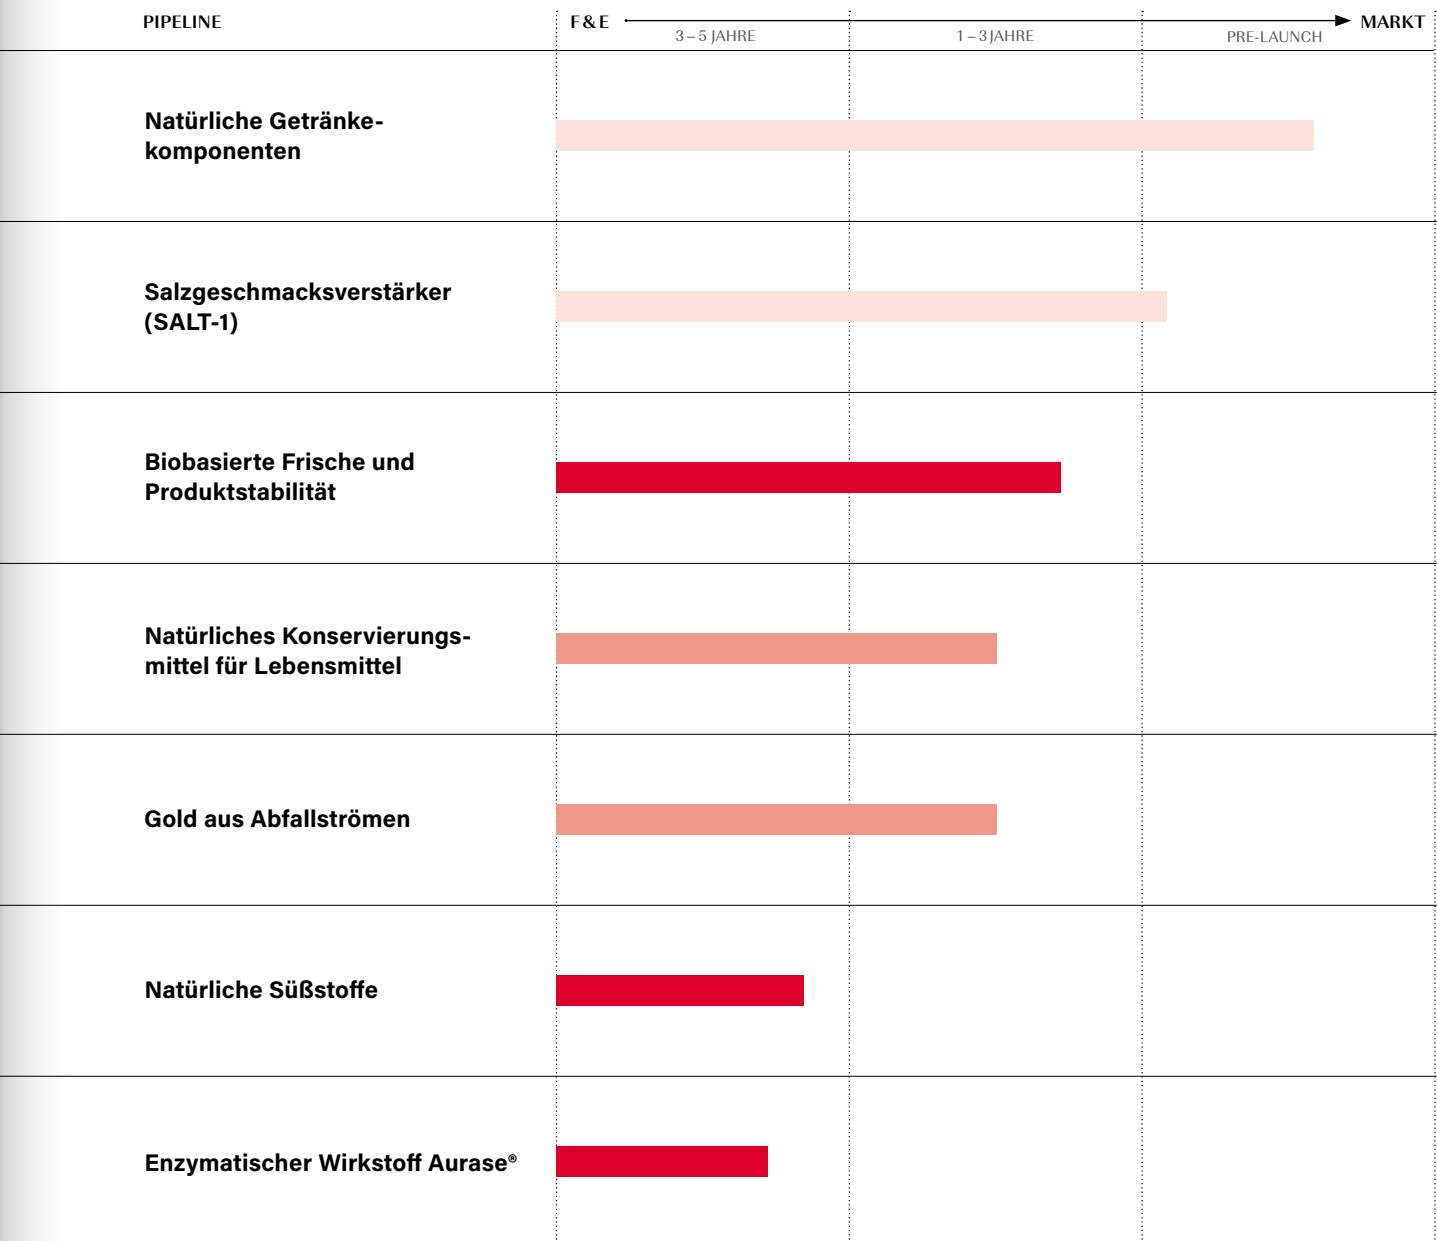 PIPELINE
F & E
MARKT
3 – 5 JAHRE
1 – 3 JAHRE
PRE-LAUNCH
Natürliche Getränke-
komponenten
Salzgeschmacksverstärker
(SALT-1)
Biobasierte Frische und
Produktstabilität
Natürliches Konservierungs-
mittel für Lebensmittel
Gold aus Abfallströmen
Natürliche Süßstoffe
Enzymatischer Wirkstoff Aurase®